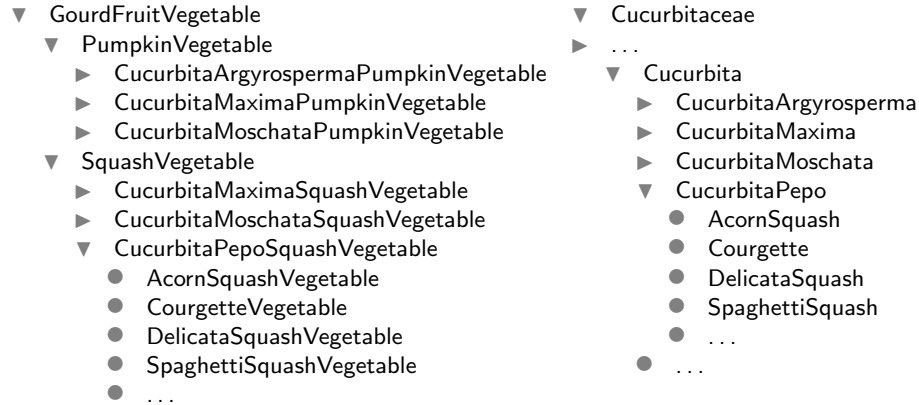 GourdFruitVegetable
PumpkinVegetable
CucurbitaArgyrospermaPumpkinVegetable
CucurbitaMaximaPumpkinVegetable
CucurbitaMoschataPumpkinVegetable
SquashVegetable
CucurbitaMaximaSquashVegetable
CucurbitaMoschataSquashVegetable
CucurbitaPepoSquashVegetable
AcornSquashVegetable
CourgetteVegetable
DelicataSquashVegetable
SpaghettiSquashVegetable
...
Cucurbitaceae
...
Cucurbita
CucurbitaArgyrosperma
CucurbitaMaxima
CucurbitaMoschata
CucurbitaPepo
AcornSquash
Courgette
DelicataSquash
SpaghettiSquash
...
...